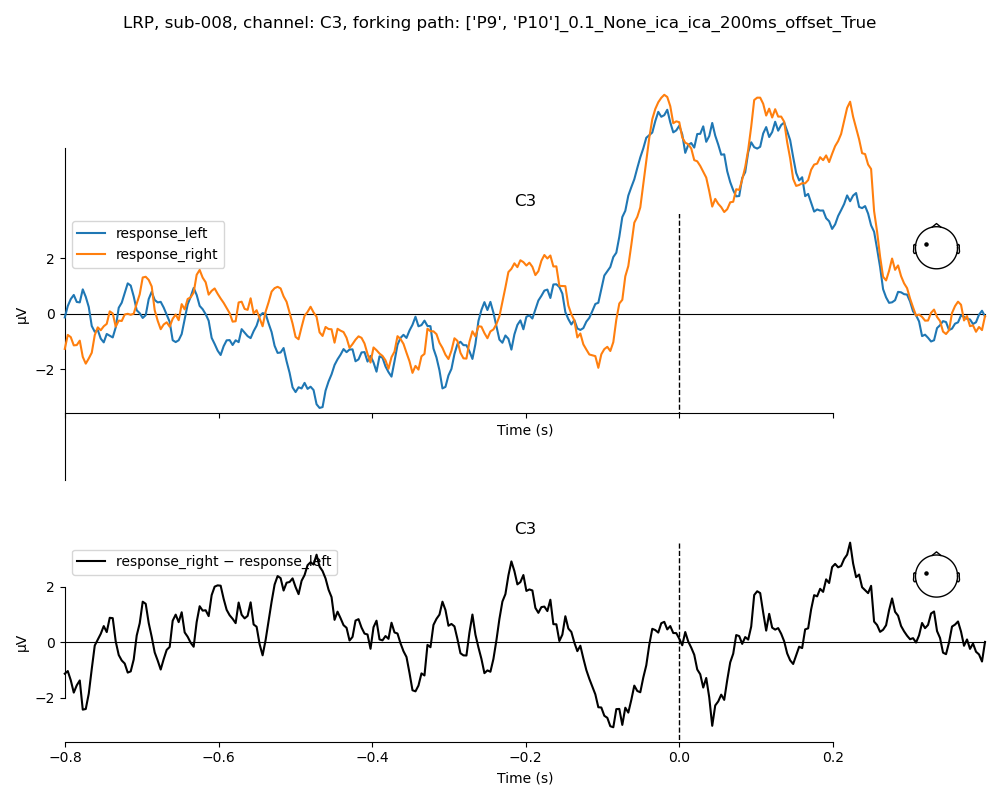 LRP, sub-008, channel: C3, forking path: ['P9', 'P10']_0.1_None_ica_ica_200ms_offset_True
C3
response_left
response_right
2
0
−2
µV
Time (s)
C3
response_right − response_left
2
0
−2
µV
−0.8
−0.6
−0.4
−0.2
0.0
0.2
Time (s)